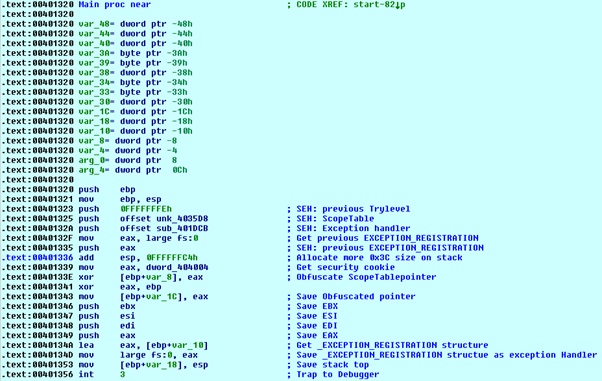 .text:00401320 Main proc near ; CODE XREF: start-82↓p
.text:00401320
.text:00401320 var_48= dword ptr -48h
.text:00401320 var_44= dword ptr -44h
.text:00401320 var_40= dword ptr -40h
.text:00401320 var_3A= byte ptr -3Ah
.text:00401320 var_39= byte ptr -39h
.text:00401320 var_38= dword ptr -38h
.text:00401320 var_34= byte ptr -34h
.text:00401320 var_33= byte ptr -33h
.text:00401320 var_30= dword ptr -30h
.text:00401320 var_1C= dword ptr -1Ch
.text:00401320 var_18= dword ptr -18h
.text:00401320 var_10= dword ptr -10h
.text:00401320 var_8= dword ptr -8
.text:00401320 var_4= dword ptr -4
.text:00401320 arg_0= dword ptr 8
.text:00401320 arg_4= dword ptr 0Ch
.text:00401320
.text:00401320 push ebp
.text:00401321 mov ebp, esp
.text:00401323 push 0FFFFFFFEh ; SEH: previous Trylevel
.text:00401325 push offset unk_4035D8 ; SEH: ScopeTable
.text:0040132A push offset sub_401DCB ; SEH: Exception handler
.text:0040132F mov eax, large fs:0 ; Get previous EXCEPTION_REGISTRATION
.text:00401335 push eax ; SEH: previous EXCEPTION_REGISTRATION
.text:00401336 add esp, 0FFFFFFC4h ; Allocate more 0x3C size on stack
.text:00401339 mov eax, dword_404004 ; Get security cookie
.text:0040133E xor [ebp+var_8], eax ; Obfuscate ScopeTablepointer
.text:00401341 xor eax, ebp
.text:00401343 mov [ebp+var_1C], eax ; Save Obfuscated pointer
.text:00401346 push ebx ; Save EBX
.text:00401347 push esi ; Save ESI
.text:00401348 push edi ; Save EDI
.text:00401349 push eax ; Save EAX
.text:0040134A lea eax, [ebp+var_10] ; Get _EXCEPTION_REGISTRATION structure
.text:0040134D mov large fs:0, eax ; Save _EXCEPTION_REGISTRATION structue as exception Handler
.text:00401353 mov [ebp+var_18], esp ; Save stack top
.text:00401356 int 3 ; Trap to Debugger